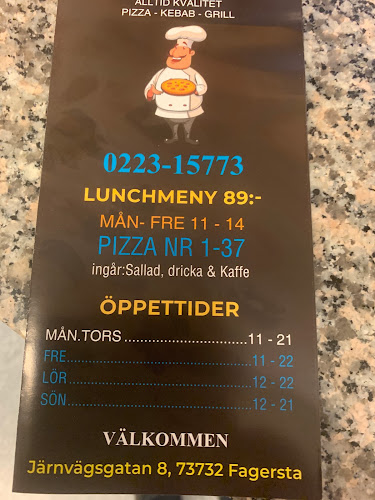 ALLTID KVALITET
PIZZA - KEBAB - GRILL
0223-15773
LUNCHMENY 89:-
MÅN- FRE 11 - 14
PIZZA NR 1-37
ingår:Sallad, dricka & Kaffe
ÖPPETTIDER
MÅN.TORS..............................11 - 21
FRE..............................................11 - 22
LÖR.............................................12 - 22
SÖN.............................................12 - 21
VÄLKOMMEN
Järnvägsgatan 8, 73732 Fagersta